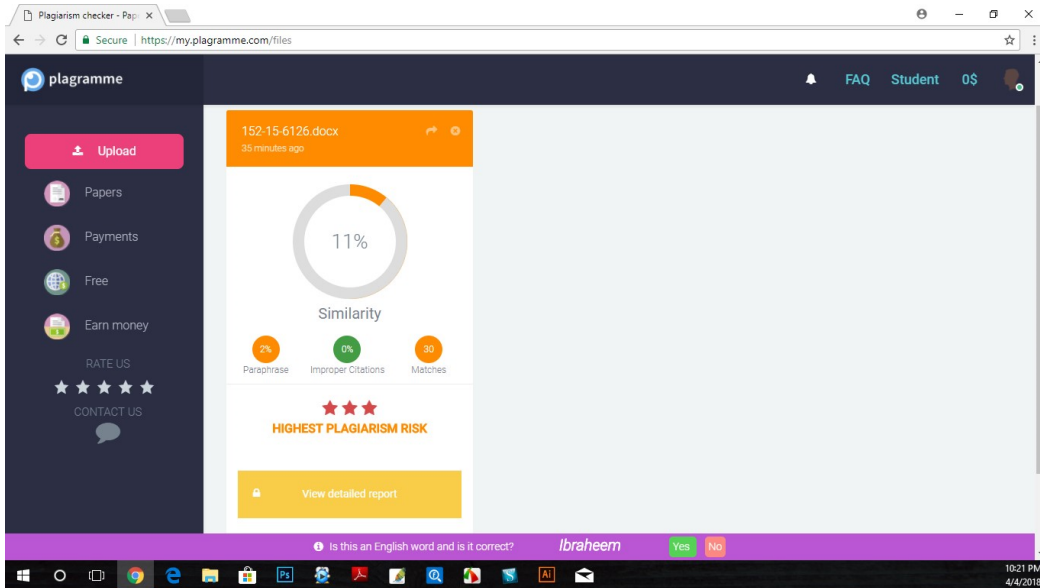 Plagiarism checker - Pap
Secure | https://my.plagramme.com/files
plagramme
FAQ Student 0$
Upload
Papers
Payments
Free
Earn money
RATE US
CONTACT US
152-15-6126.docx
35 minutes ago
11%
Similarity
2% 0% 30
Paraphrase Improper Citations Matches
HIGHEST PLAGIARISM RISK
View detailed report
Is this an English word and is it correct? Ibraheem Yes No
Ps Ai
10:21 PM
4/4/2018